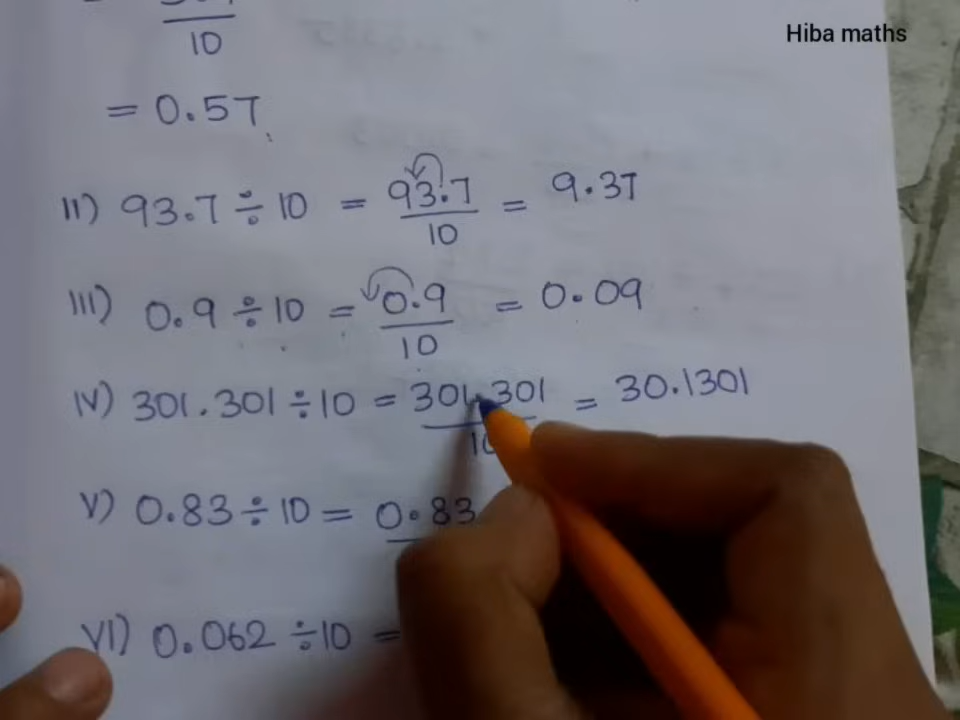 Hiba maths
10
= 0.57
II) 93.7 ÷ 10 = 93.7 / 10 = 9.37
III) 0.9 ÷ 10 = 0.9 / 10 = 0.09
IV) 301.301 ÷ 10 = 301.301 / 10 = 30.1301
V) 0.83 ÷ 10 = 0.83
VI) 0.062 ÷ 10 =